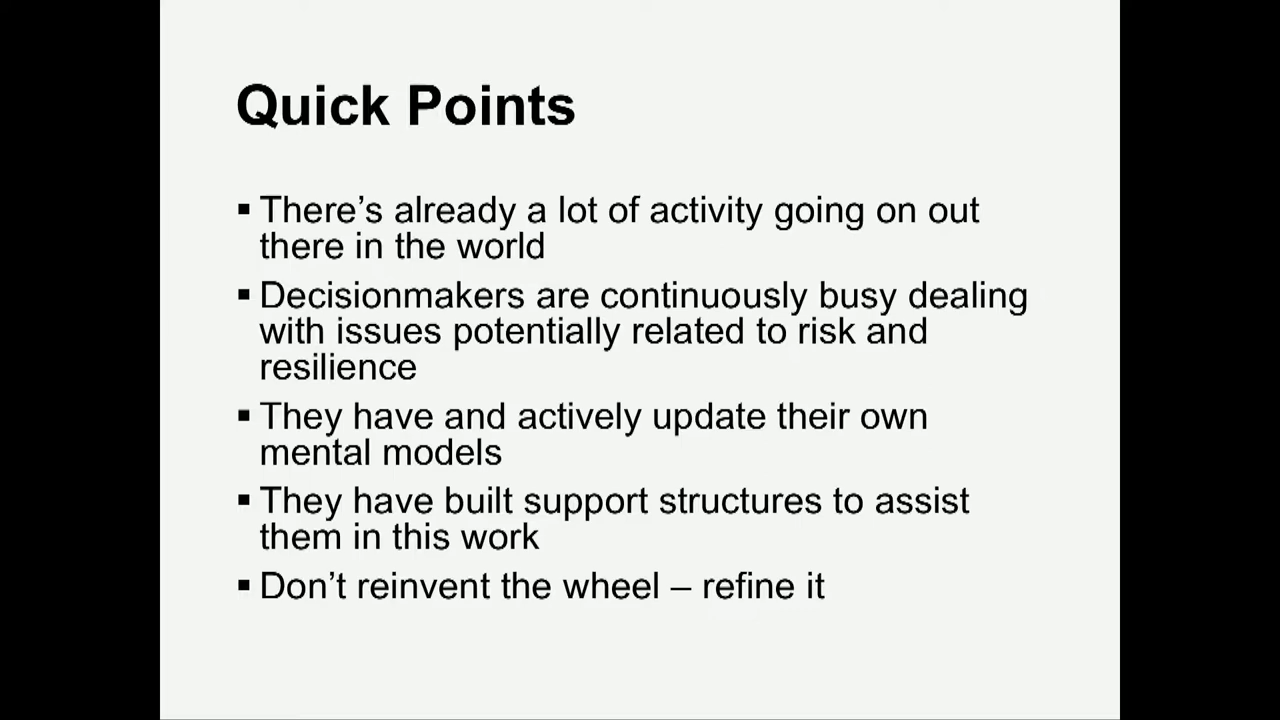 Quick Points
▪ There’s already a lot of activity going on out
there in the world
▪ Decisionmakers are continuously busy dealing
with issues potentially related to risk and
resilience
▪ They have and actively update their own
mental models
▪ They have built support structures to assist
them in this work
▪ Don’t reinvent the wheel – refine it